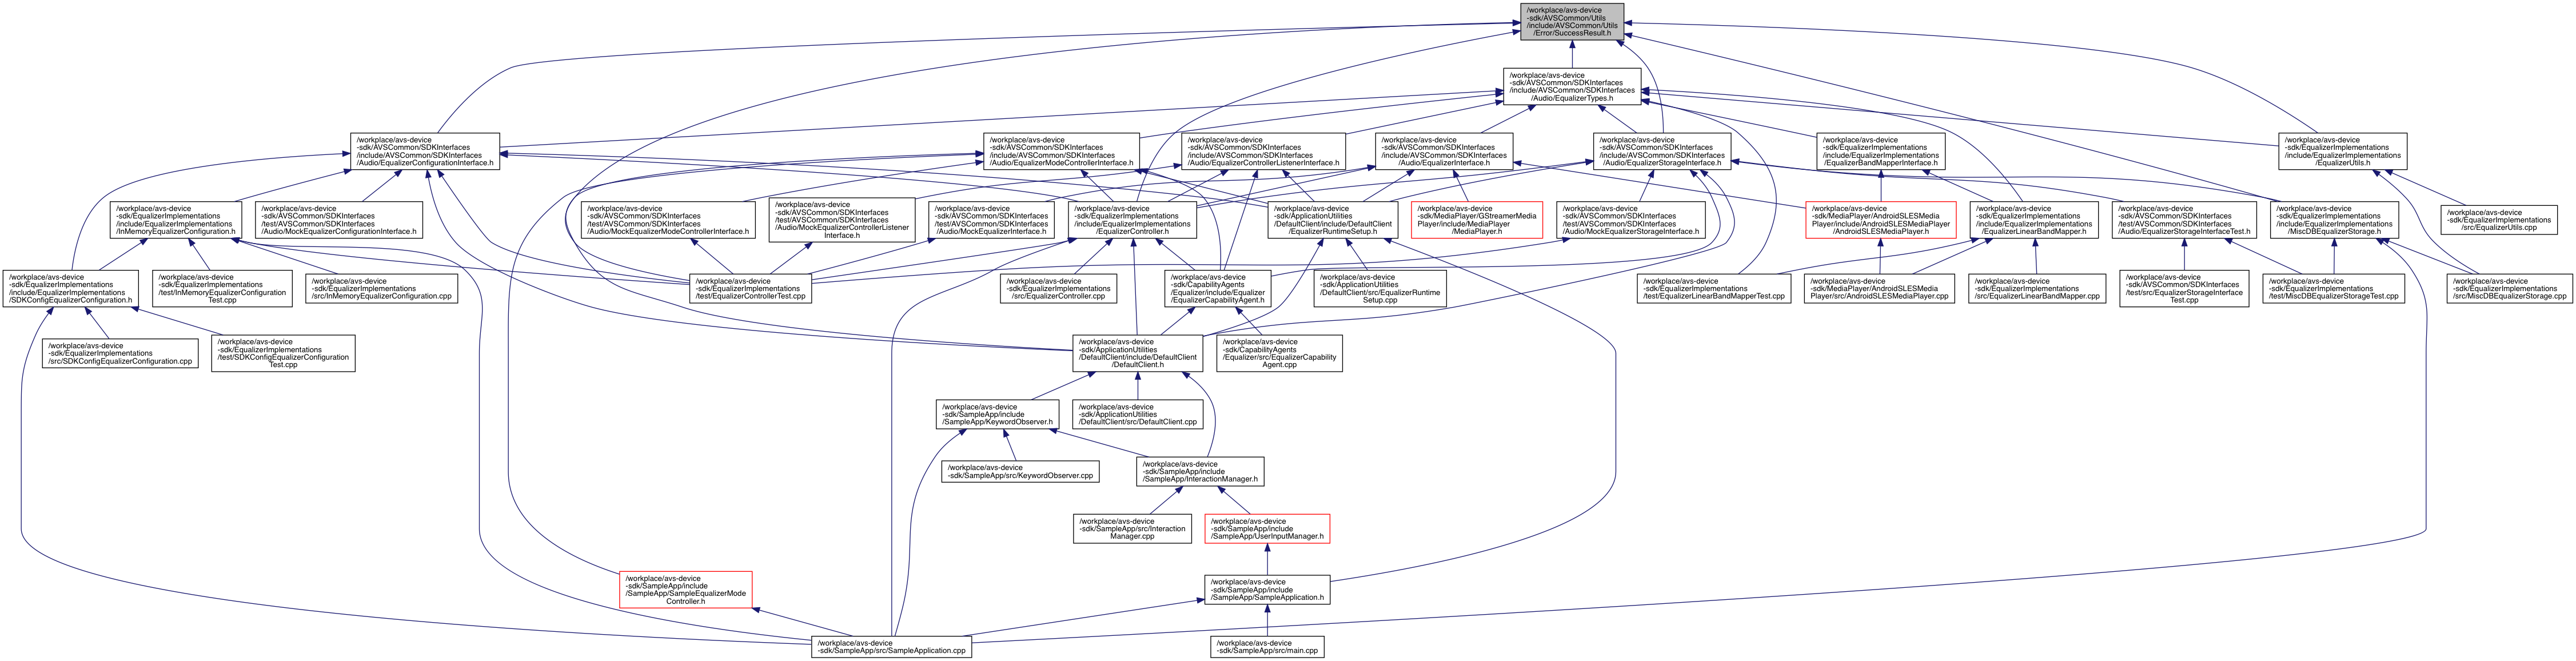 /workplace/avs-device
-sdk/AVSCommon/Utils
/include/AVSCommon/Utils
/Error/SuccessResult.h
/workplace/avs-device
-sdk/AVSCommon/SDKInterfaces
/include/AVSCommon/SDKInterfaces
/Audio/EqualizerTypes.h
/workplace/avs-device
-sdk/AVSCommon/SDKInterfaces
/include/AVSCommon/SDKInterfaces
/Audio/EqualizerConfigurationInterface.h
/workplace/avs-device
-sdk/AVSCommon/SDKInterfaces
/include/AVSCommon/SDKInterfaces
/Audio/EqualizerModeControllerInterface.h
/workplace/avs-device
-sdk/AVSCommon/SDKInterfaces
/include/AVSCommon/SDKInterfaces
/Audio/EqualizerControllerListenerInterface.h
/workplace/avs-device
-sdk/AVSCommon/SDKInterfaces
/include/AVSCommon/SDKInterfaces
/Audio/EqualizerInterface.h
/workplace/avs-device
-sdk/AVSCommon/SDKInterfaces
/include/AVSCommon/SDKInterfaces
/Audio/EqualizerStorageInterface.h
/workplace/avs-device
-sdk/EqualizerImplementations
/include/EqualizerImplementations
/EqualizerBandMapperInterface.h
/workplace/avs-device
-sdk/EqualizerImplementations
/include/EqualizerImplementations
/EqualizerUtils.h
/workplace/avs-device
-sdk/EqualizerImplementations
/include/EqualizerImplementations
/InMemoryEqualizerConfiguration.h
/workplace/avs-device
-sdk/AVSCommon/SDKInterfaces
/test/AVSCommon/SDKInterfaces
/Audio/MockEqualizerConfigurationInterface.h
/workplace/avs-device
-sdk/AVSCommon/SDKInterfaces
/test/AVSCommon/SDKInterfaces
/Audio/MockEqualizerModeControllerInterface.h
/workplace/avs-device
-sdk/AVSCommon/SDKInterfaces
/test/AVSCommon/SDKInterfaces
/Audio/MockEqualizerControllerListener
Interface.h
/workplace/avs-device
-sdk/AVSCommon/SDKInterfaces
/test/AVSCommon/SDKInterfaces
/Audio/MockEqualizerInterface.h
/workplace/avs-device
-sdk/EqualizerImplementations
/include/EqualizerImplementations
/EqualizerController.h
/workplace/avs-device
-sdk/ApplicationUtilities
/DefaultClient/include/DefaultClient
/EqualizerRuntimeSetup.h
/workplace/avs-device
-sdk/MediaPlayer/GStreamerMedia
Player/include/MediaPlayer
/MediaPlayer.h
/workplace/avs-device
-sdk/AVSCommon/SDKInterfaces
/test/AVSCommon/SDKInterfaces
/Audio/MockEqualizerStorageInterface.h
/workplace/avs-device
-sdk/MediaPlayer/AndroidSLESMedia
Player/include/AndroidSLESMediaPlayer
/AndroidSLESMediaPlayer.h
/workplace/avs-device
-sdk/EqualizerImplementations
/include/EqualizerImplementations
/EqualizerLinearBandMapper.h
/workplace/avs-device
-sdk/AVSCommon/SDKInterfaces
/test/AVSCommon/SDKInterfaces
/Audio/EqualizerStorageInterfaceTest.h
/workplace/avs-device
-sdk/EqualizerImplementations
/include/EqualizerImplementations
/MiscDBEqualizerStorage.h
/workplace/avs-device
-sdk/EqualizerImplementations
/src/EqualizerUtils.cpp
/workplace/avs-device
-sdk/EqualizerImplementations
/include/EqualizerImplementations
/SDKConfigEqualizerConfiguration.h
/workplace/avs-device
-sdk/EqualizerImplementations
/test/InMemoryEqualizerConfiguration
Test.cpp
/workplace/avs-device
-sdk/EqualizerImplementations
/src/InMemoryEqualizerConfiguration.cpp
/workplace/avs-device
-sdk/EqualizerImplementations
/test/EqualizerControllerTest.cpp
/workplace/avs-device
-sdk/EqualizerImplementations
/src/EqualizerController.cpp
/workplace/avs-device
-sdk/CapabilityAgents
/Equalizer/include/Equalizer
/EqualizerCapabilityAgent.h
/workplace/avs-device
-sdk/ApplicationUtilities
/DefaultClient/src/EqualizerRuntime
Setup.cpp
/workplace/avs-device
-sdk/EqualizerImplementations
/test/EqualizerLinearBandMapperTest.cpp
/workplace/avs-device
-sdk/MediaPlayer/AndroidSLESMedia
Player/src/AndroidSLESMediaPlayer.cpp
/workplace/avs-device
-sdk/EqualizerImplementations
/src/EqualizerLinearBandMapper.cpp
/workplace/avs-device
-sdk/AVSCommon/SDKInterfaces
/test/src/EqualizerStorageInterface
Test.cpp
/workplace/avs-device
-sdk/EqualizerImplementations
/test/MiscDBEqualizerStorageTest.cpp
/workplace/avs-device
-sdk/EqualizerImplementations
/src/MiscDBEqualizerStorage.cpp
/workplace/avs-device
-sdk/EqualizerImplementations
/src/SDKConfigEqualizerConfiguration.cpp
/workplace/avs-device
-sdk/EqualizerImplementations
/test/SDKConfigEqualizerConfiguration
Test.cpp
/workplace/avs-device
-sdk/ApplicationUtilities
/DefaultClient/include/DefaultClient
/DefaultClient.h
/workplace/avs-device
-sdk/CapabilityAgents
/Equalizer/src/EqualizerCapability
Agent.cpp
/workplace/avs-device
-sdk/SampleApp/include
/SampleApp/KeywordObserver.h
/workplace/avs-device
-sdk/ApplicationUtilities
/DefaultClient/src/DefaultClient.cpp
/workplace/avs-device
-sdk/SampleApp/src/KeywordObserver.cpp
/workplace/avs-device
-sdk/SampleApp/include
/SampleApp/InteractionManager.h
/workplace/avs-device
-sdk/SampleApp/src/Interaction
Manager.cpp
/workplace/avs-device
-sdk/SampleApp/include
/SampleApp/UserInputManager.h
/workplace/avs-device
-sdk/SampleApp/include
/SampleApp/SampleEqualizerMode
Controller.h
/workplace/avs-device
-sdk/SampleApp/include
/SampleApp/SampleApplication.h
/workplace/avs-device
-sdk/SampleApp/src/SampleApplication.cpp
/workplace/avs-device
-sdk/SampleApp/src/main.cpp